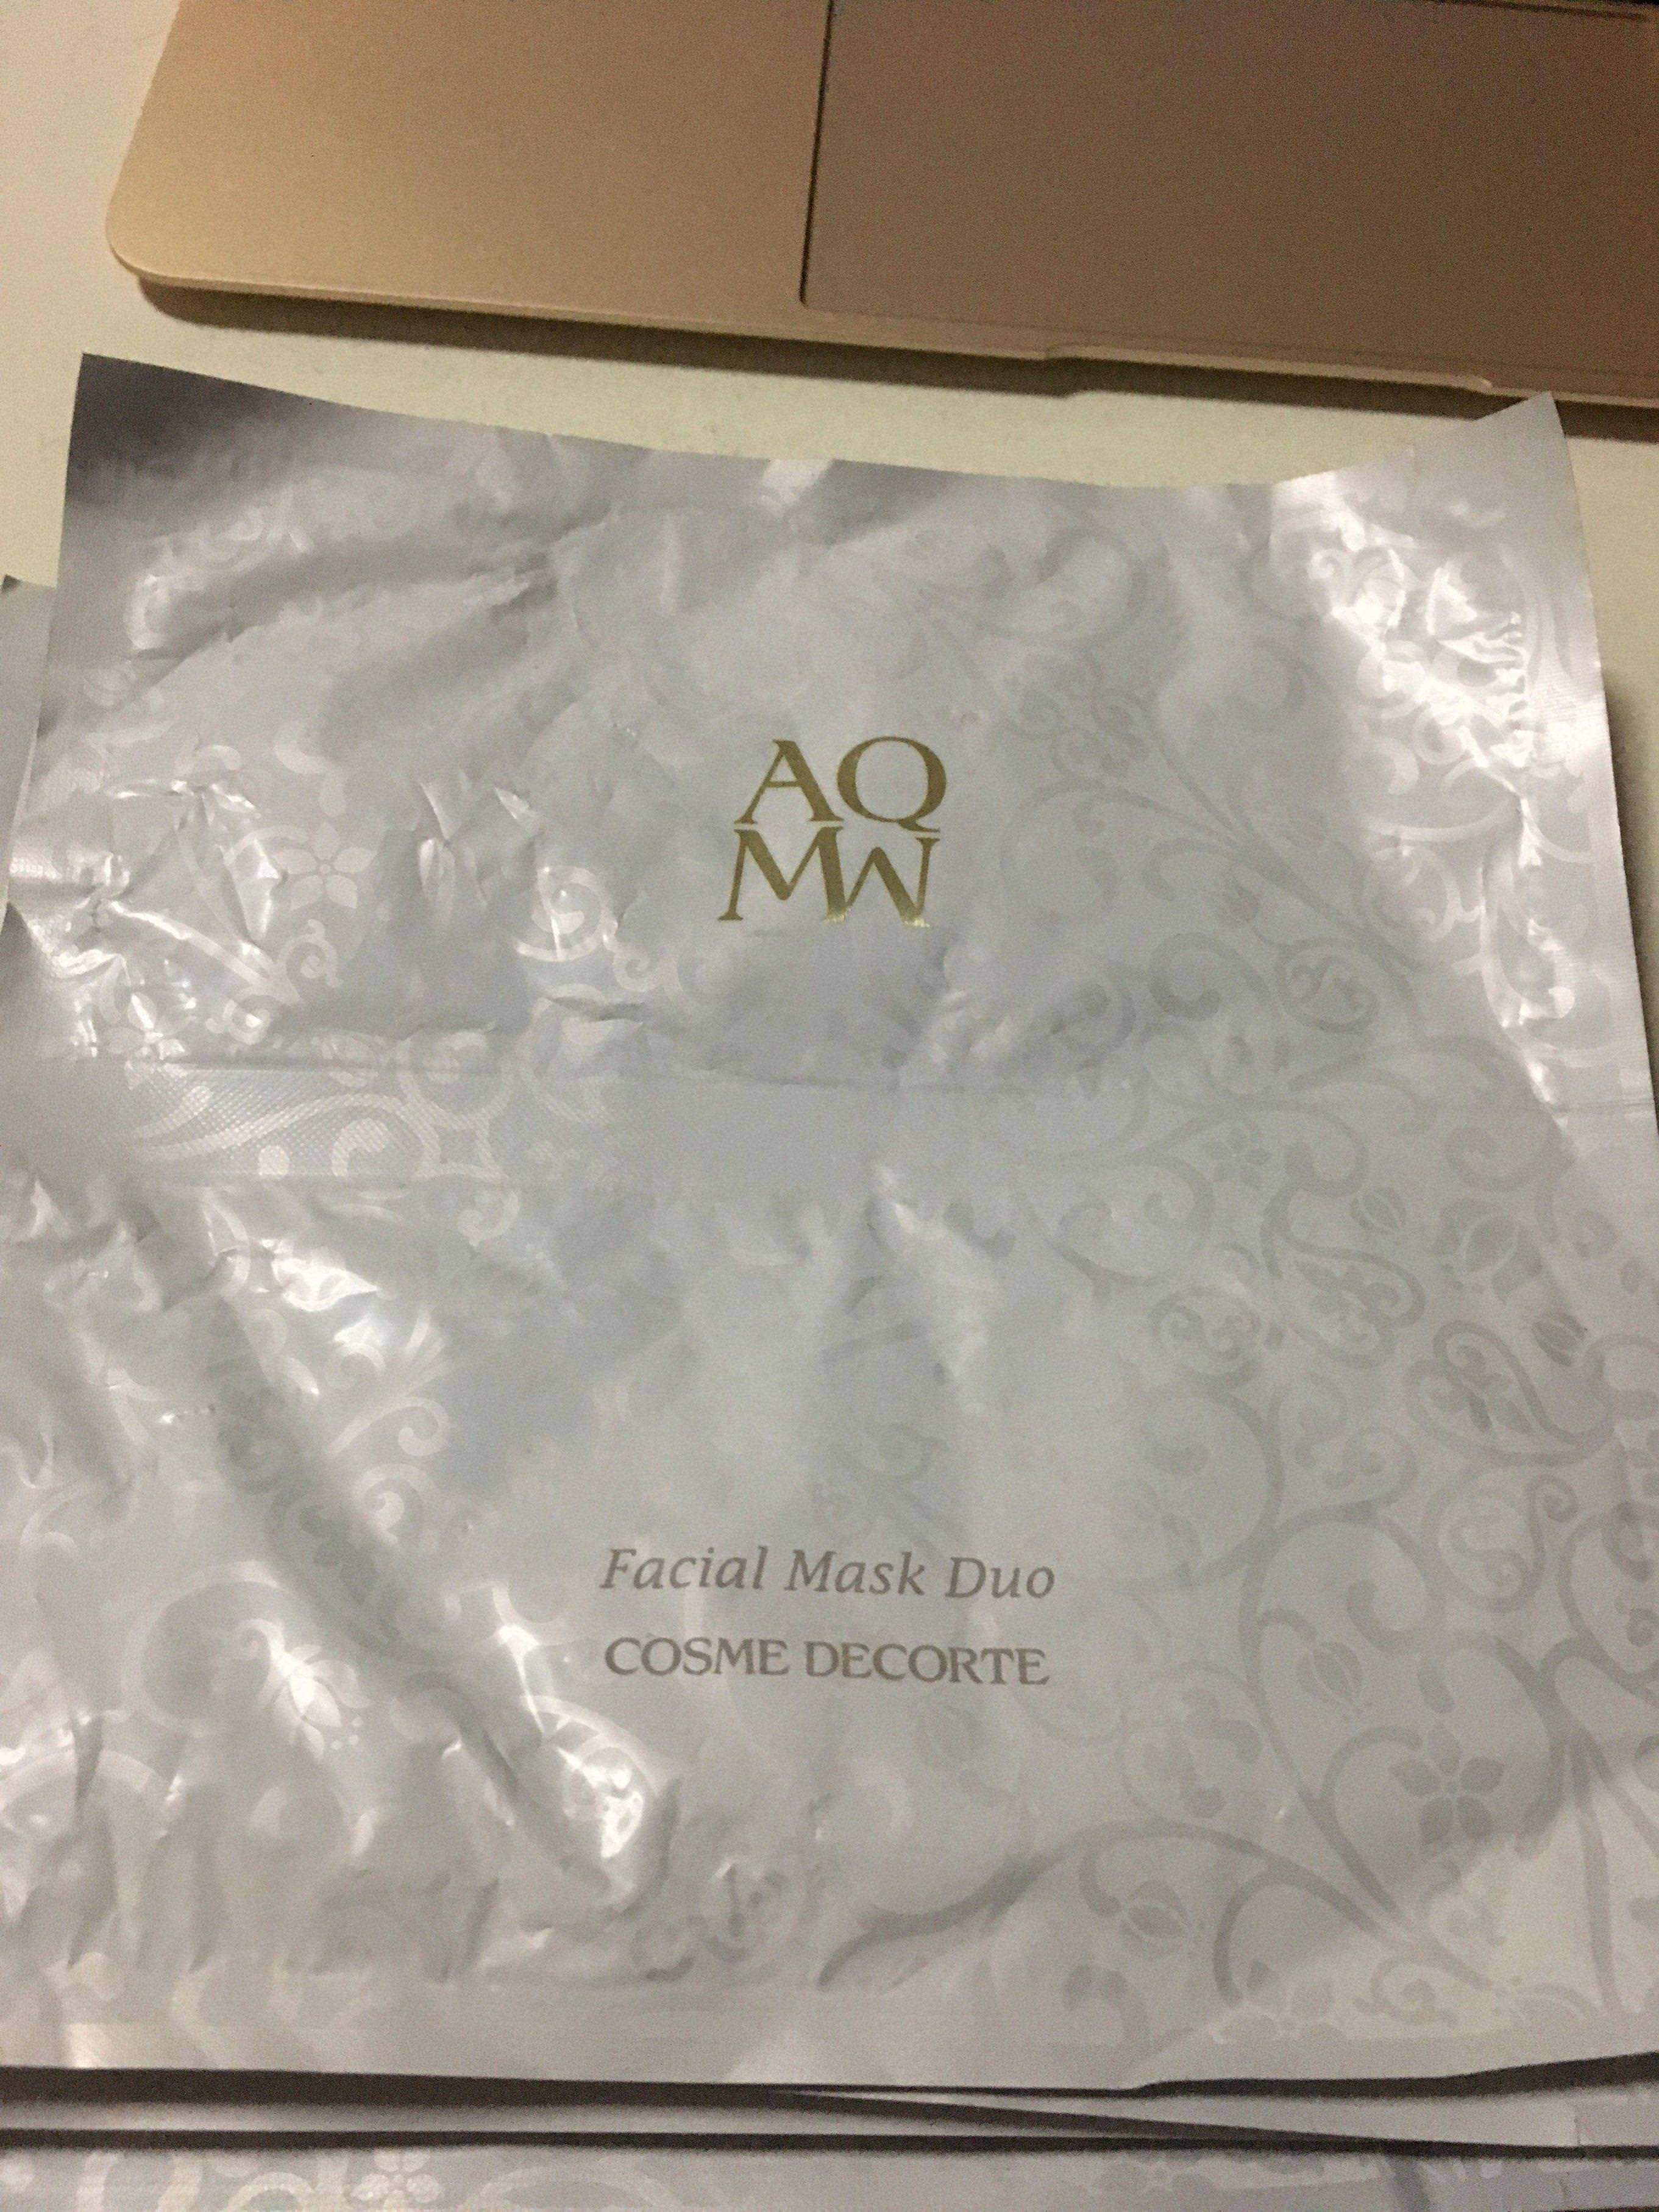 AQ
MW
Facial Mask Duo
COSME DECORTE